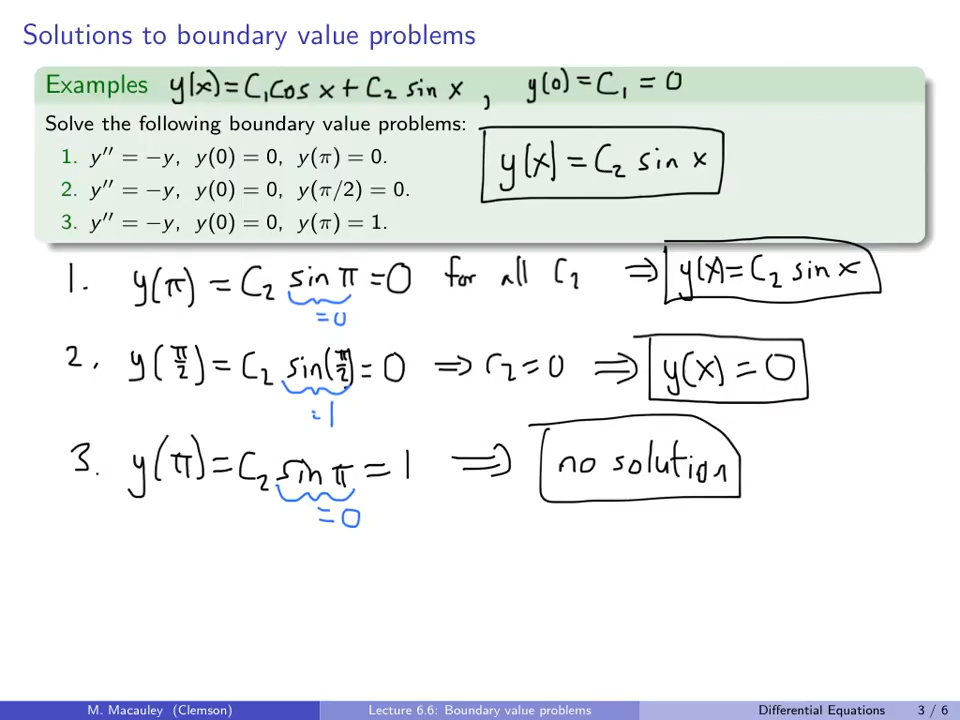 Solutions to boundary value problems
Examples y(x) = C₁cos x + C₂ sin x , y(0) = C₁ = 0
Solve the following boundary value problems:
1. y′′ = −y, y(0) = 0, y(π) = 0.
2. y′′ = −y, y(0) = 0, y(π/2) = 0.
3. y′′ = −y, y(0) = 0, y(π) = 1.
y(x) = C₂ sin x
1. y(π) = C₂ sin π = 0 for all C₂ ⇒ y(x) = C₂ sin x
= 0
2. y(π/2) = C₂ sin(π/2) = 0 ⇒ C₂ = 0 ⇒ y(x) = 0
= 1
3. y(π) = C₂ sin π = 1 ⇒ no solution
= 0
M. Macauley (Clemson) Lecture 6.6: Boundary value problems Differential Equations 3 / 6